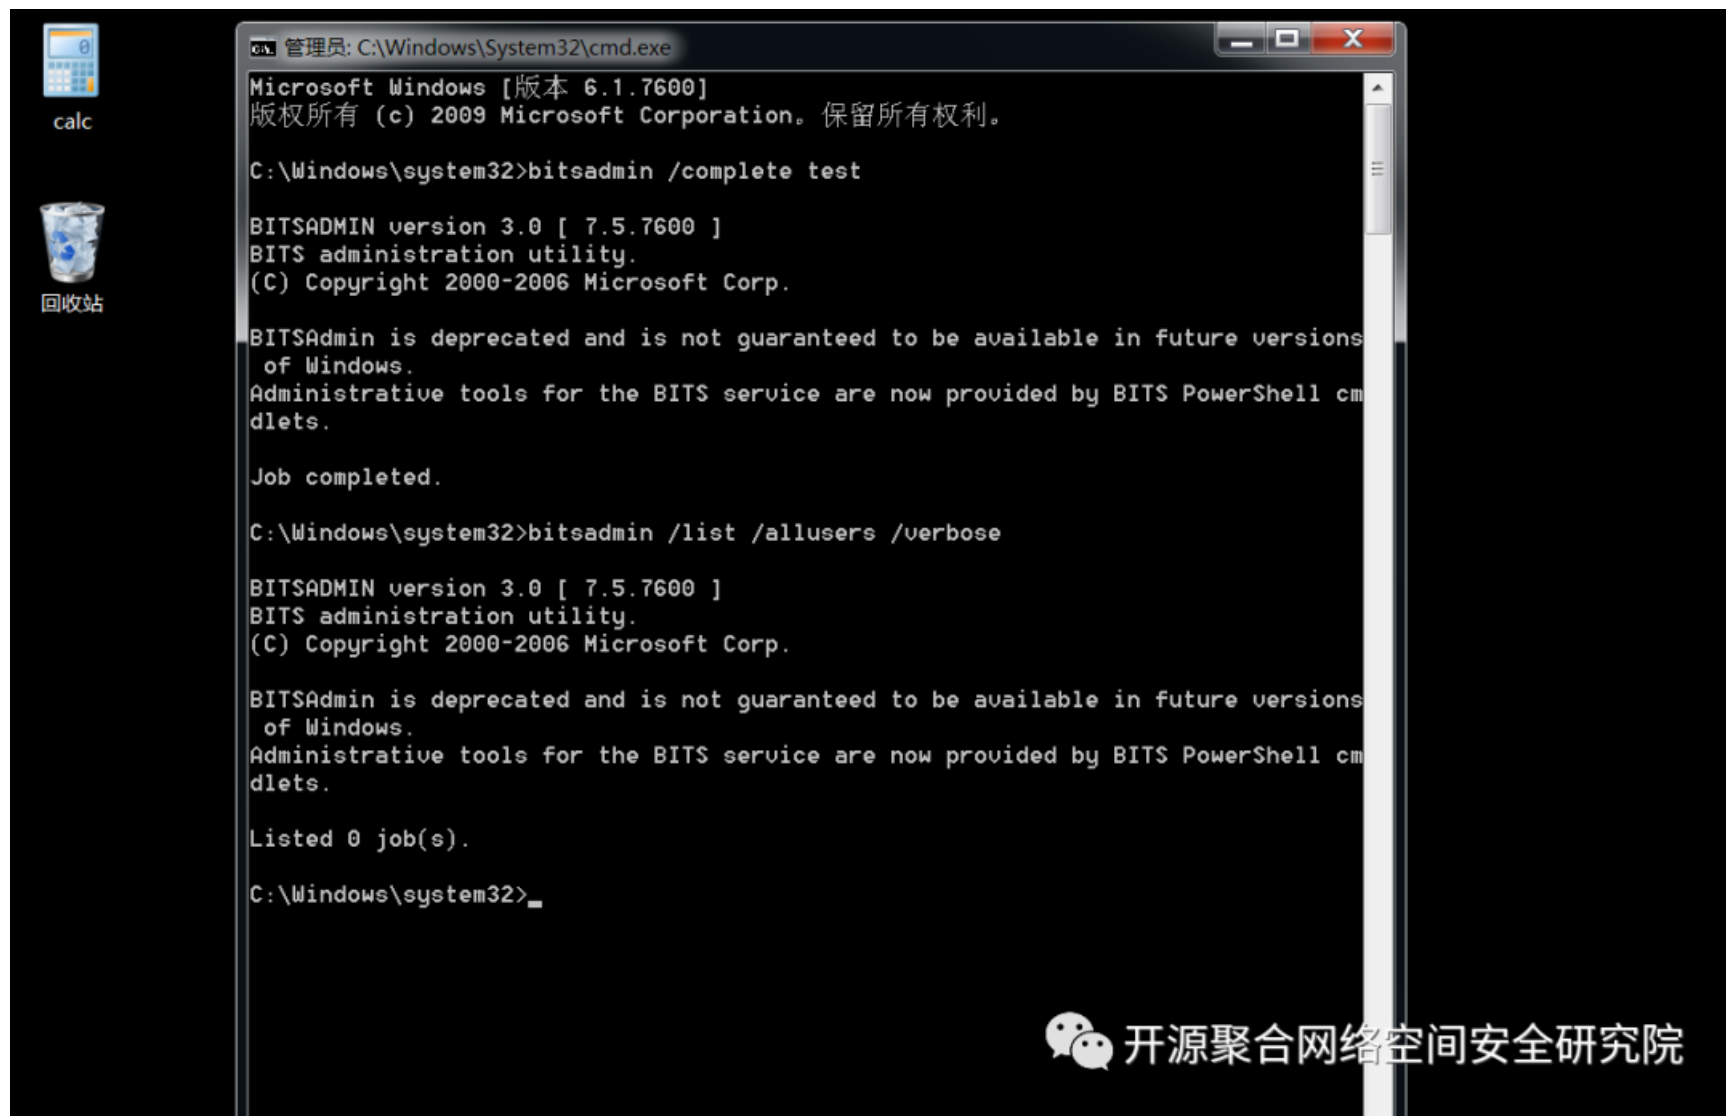 calc
回收站
管理员: C:\Windows\System32\cmd.exe
Microsoft Windows [版本 6.1.7600]
版权所有 (c) 2009 Microsoft Corporation。保留所有权利。
C:\Windows\system32>bitsadmin /complete test
BITSADMIN version 3.0 [ 7.5.7600 ]
BITS administration utility.
(C) Copyright 2000-2006 Microsoft Corp.
BITSAdmin is deprecated and is not guaranteed to be available in future versions
of Windows.
Administrative tools for the BITS service are now provided by BITS PowerShell cm
dlets.
Job completed.
C:\Windows\system32>bitsadmin /list /allusers /verbose
BITSADMIN version 3.0 [ 7.5.7600 ]
BITS administration utility.
(C) Copyright 2000-2006 Microsoft Corp.
BITSAdmin is deprecated and is not guaranteed to be available in future versions
of Windows.
Administrative tools for the BITS service are now provided by BITS PowerShell cm
dlets.
Listed 0 job(s).
C:\Windows\system32>_
开源聚合网络空间安全研究院